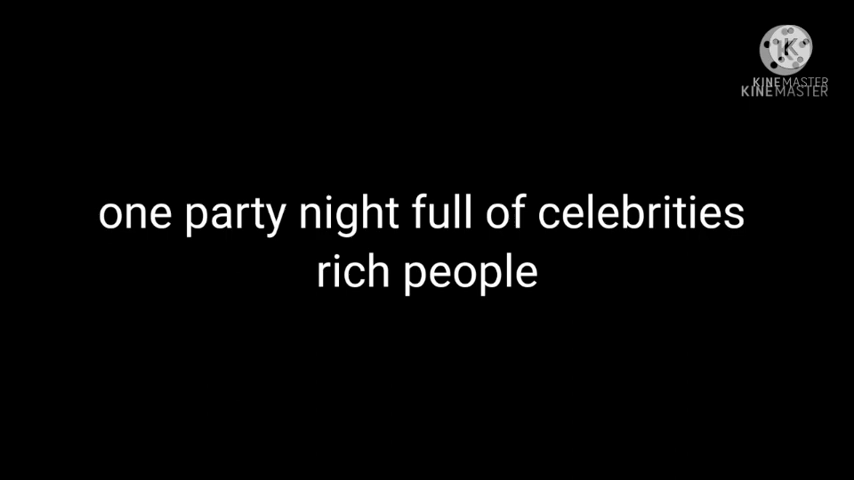 K
KINEMASTER
KINEMASTER
one party night full of celebrities
rich people